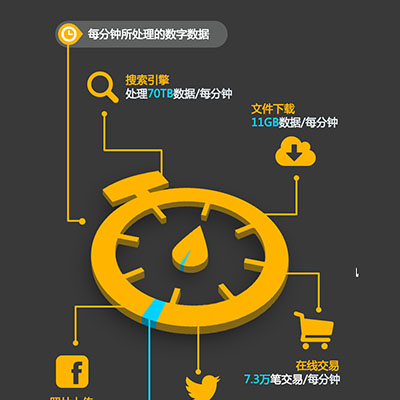 每分钟所处理的数字数据
搜索引擎
处理70TB数据/每分钟
文件下载
11GB数据/每分钟
在线交易
7.3万笔交易/每分钟